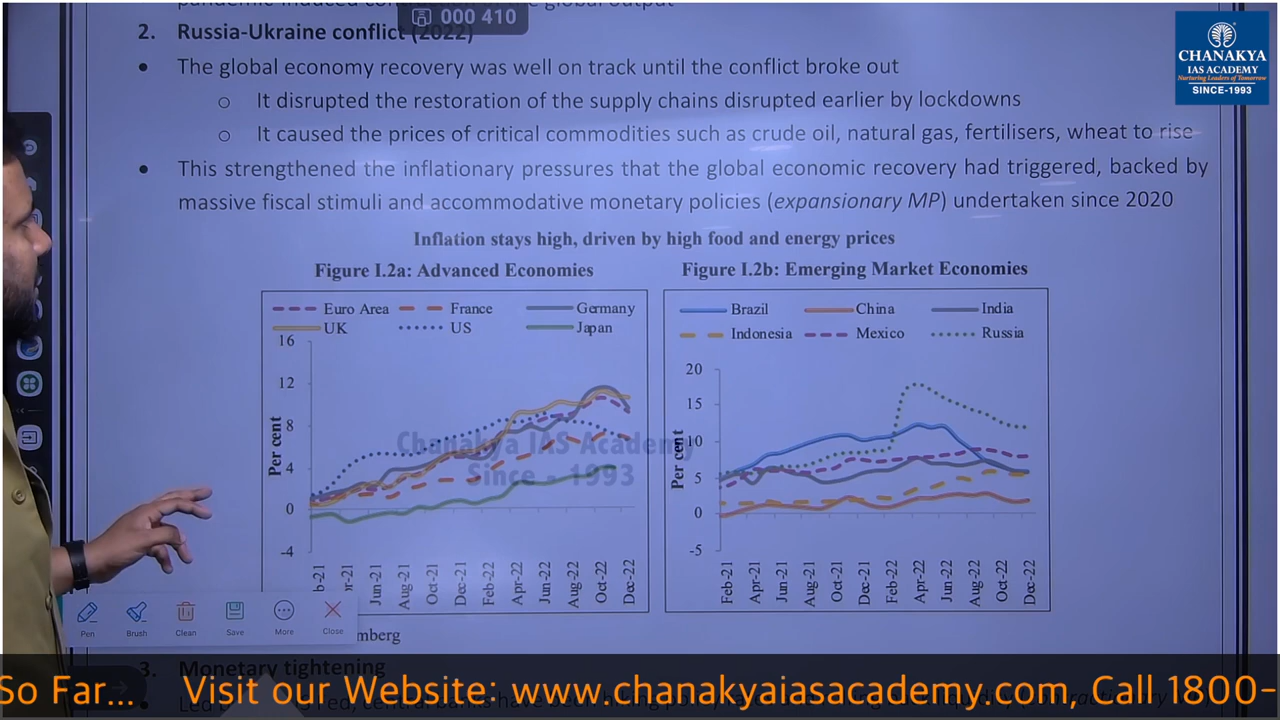 000 410
2. Russia-Ukraine conflict (2022)
• The global economy recovery was well on track until the conflict broke out
o It disrupted the restoration of the supply chains disrupted earlier by lockdowns
o It caused the prices of critical commodities such as crude oil, natural gas, fertilisers, wheat to rise
• This strengthened the inflationary pressures that the global economic recovery had triggered, backed by
massive fiscal stimuli and accommodative monetary policies (expansionary MP) undertaken since 2020
CHANAKYA
IAS ACADEMY
Nurturing Leaders of Tomorrow
SINCE-1993
Inflation stays high, driven by high food and energy prices
Figure I.2a: Advanced Economies
Euro Area France Germany
UK US Japan
16
12
8
4
0
-4
Per cent
Jun-21 Aug-21 Oct-21 Dec-21 Feb-22 Apr-22 Jun-22 Aug-22 Oct-22 Dec-22
Figure I.2b: Emerging Market Economies
Brazil China India
Indonesia Mexico Russia
20
15
10
5
0
-5
Per cent
Feb-21 Apr-21 Jun-21 Aug-21 Oct-21 Dec-21 Feb-22 Apr-22 Jun-22 Aug-22 Oct-22 Dec-22
Chanakya IAS Academy
Since - 1993
Pen Brush Clean Save More Close
3. Monetary tightening
So Far... Visit our Website: www.chanakyaiasacademy.com, Call 1800-